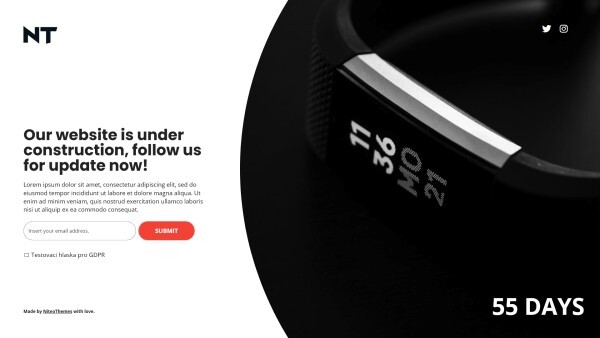 NT
Our website is under
construction, follow us
for update now!
Lorem ipsum dolor sit amet, consectetur adipiscing elit, sed do
eiusmod tempor incididunt ut labore et dolore magna aliqua. Ut
enim ad minim veniam, quis nostrud exercitation ullamco laboris
nisi ut aliquip ex ea commodo consequat.
Insert your email address.
SUBMIT
Testovaci hlaska pro GDPR
Made by NiteoThemes with love.
11
36
MO
21
55 DAYS